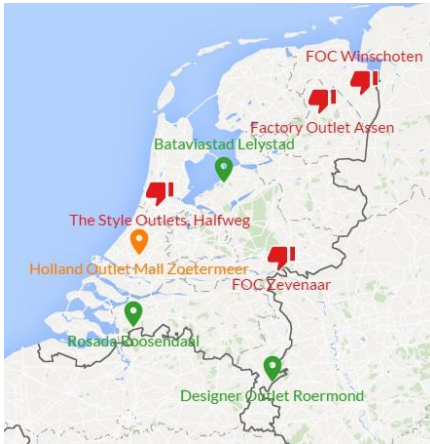 FOC Winschoten
Factory Outlet Assen
Bataviastad Lelystad
The Style Outlets, Halfweg
Holland Outlet Mall Zoetermeer
FOC Zevenaar
Rosada Roosendaal
Designer Outlet Roermond